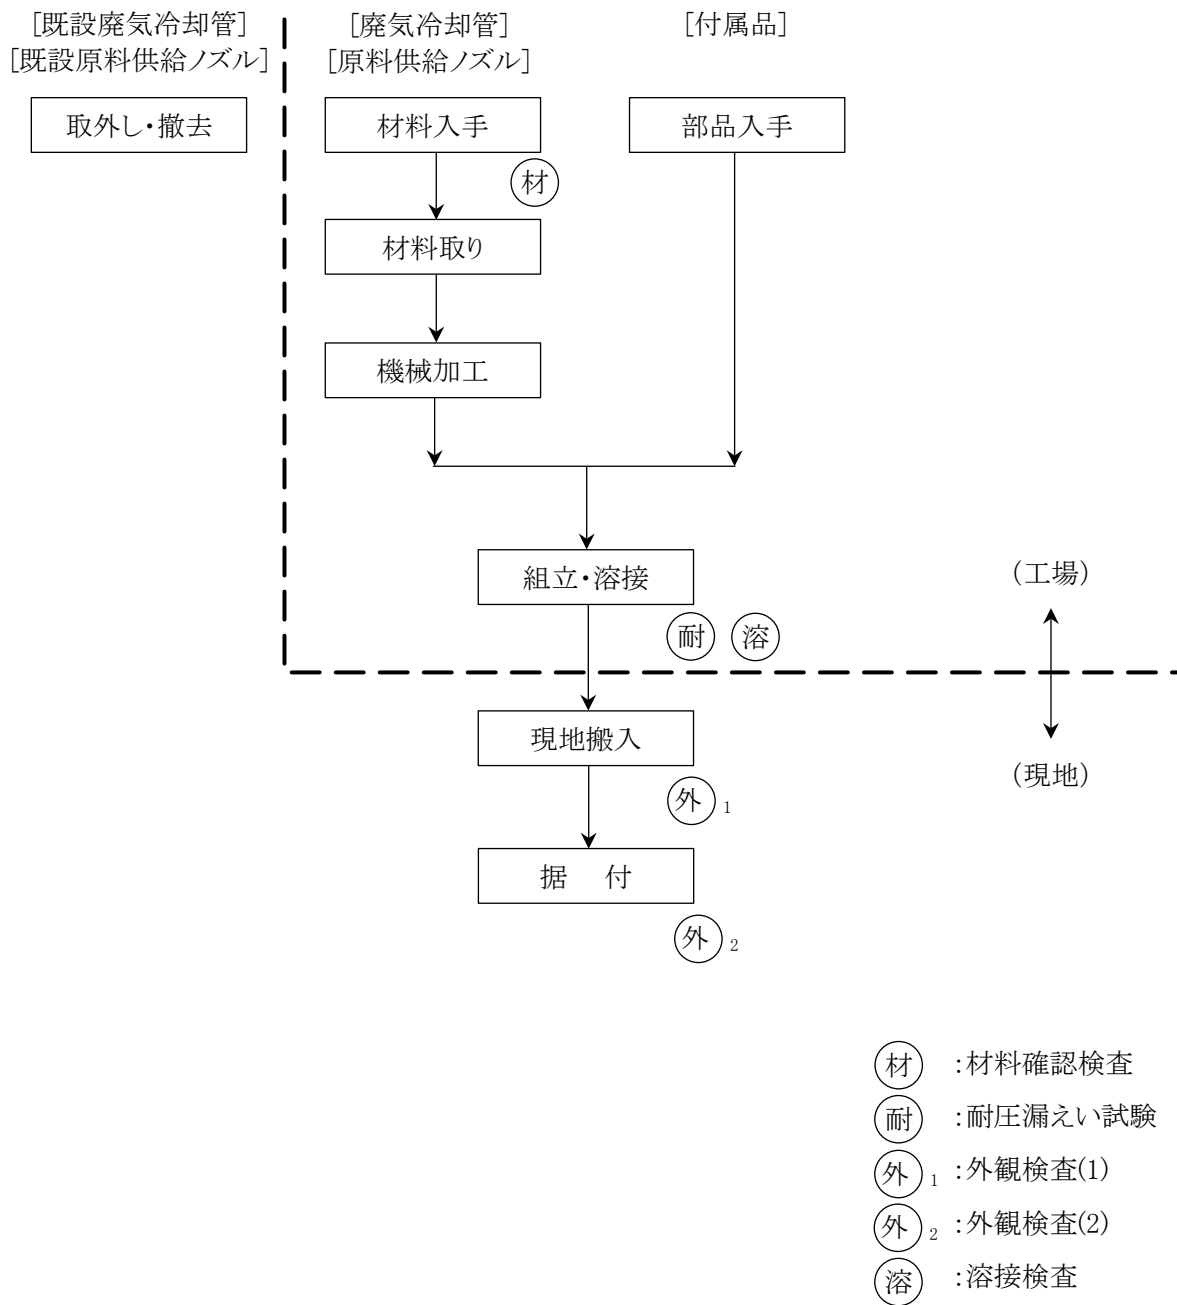 [既設廃気冷却管]
[既設原料供給ノズル]
[廃気冷却管]
[原料供給ノズル]
[付属品]
取外し・撤去
材料入手
部品入手
材
材料取り
機械加工
組立・溶接
(工場)
耐 溶
現地搬入
(現地)
外 1
据 付
外 2
材 :材料確認検査
耐 :耐圧漏えい試験
外 1 :外観検査(1)
外 2 :外観検査(2)
溶 :溶接検査